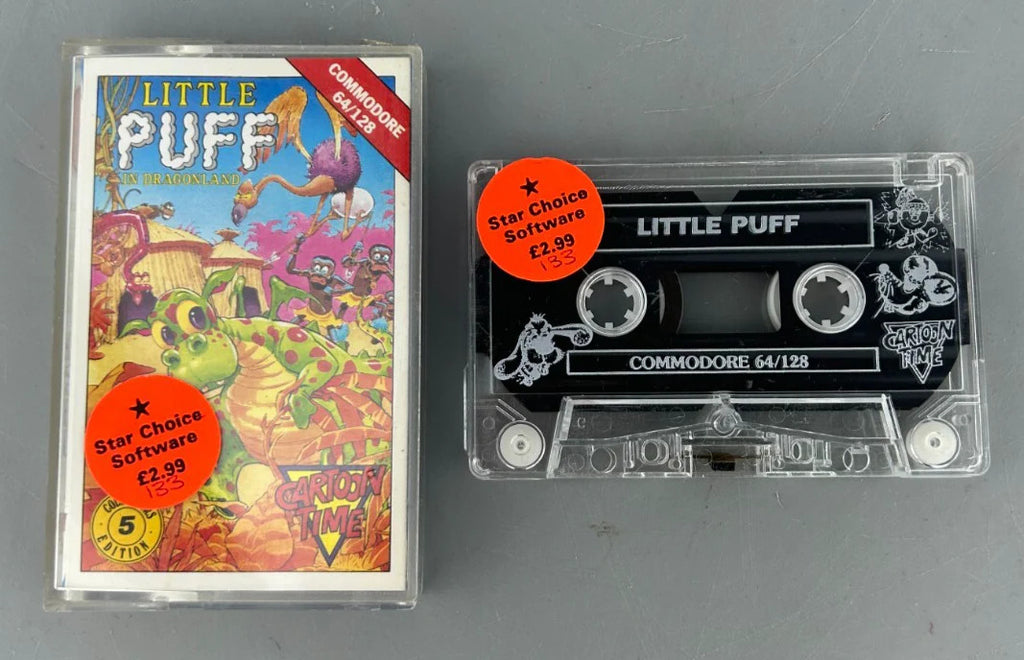 LITTLE
PUFF
IN DRAGONLAND
COMMODORE
64/128
Star Choice
Software
£2.99
133
5
EDITION
CARTOON
TIME
Star Choice
Software
£2.99
133
LITTLE PUFF
COMMODORE 64/128
CARTOON
TIME